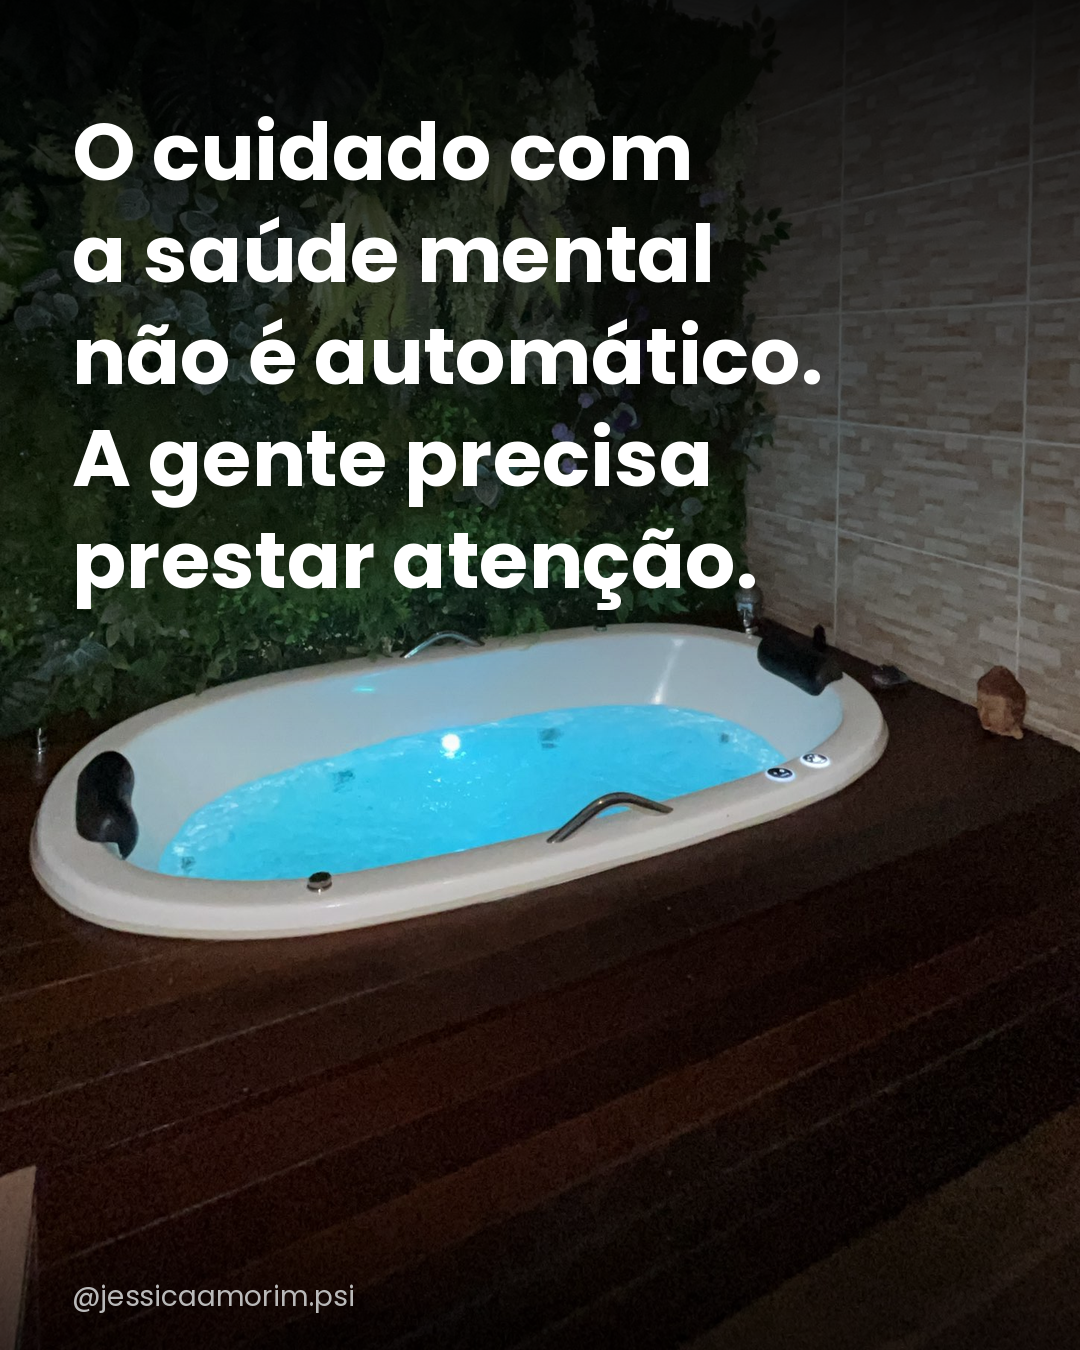 O cuidado com
a saúde mental
não é automático.
A gente precisa
prestar atenção.
@jessicaamorim.psi